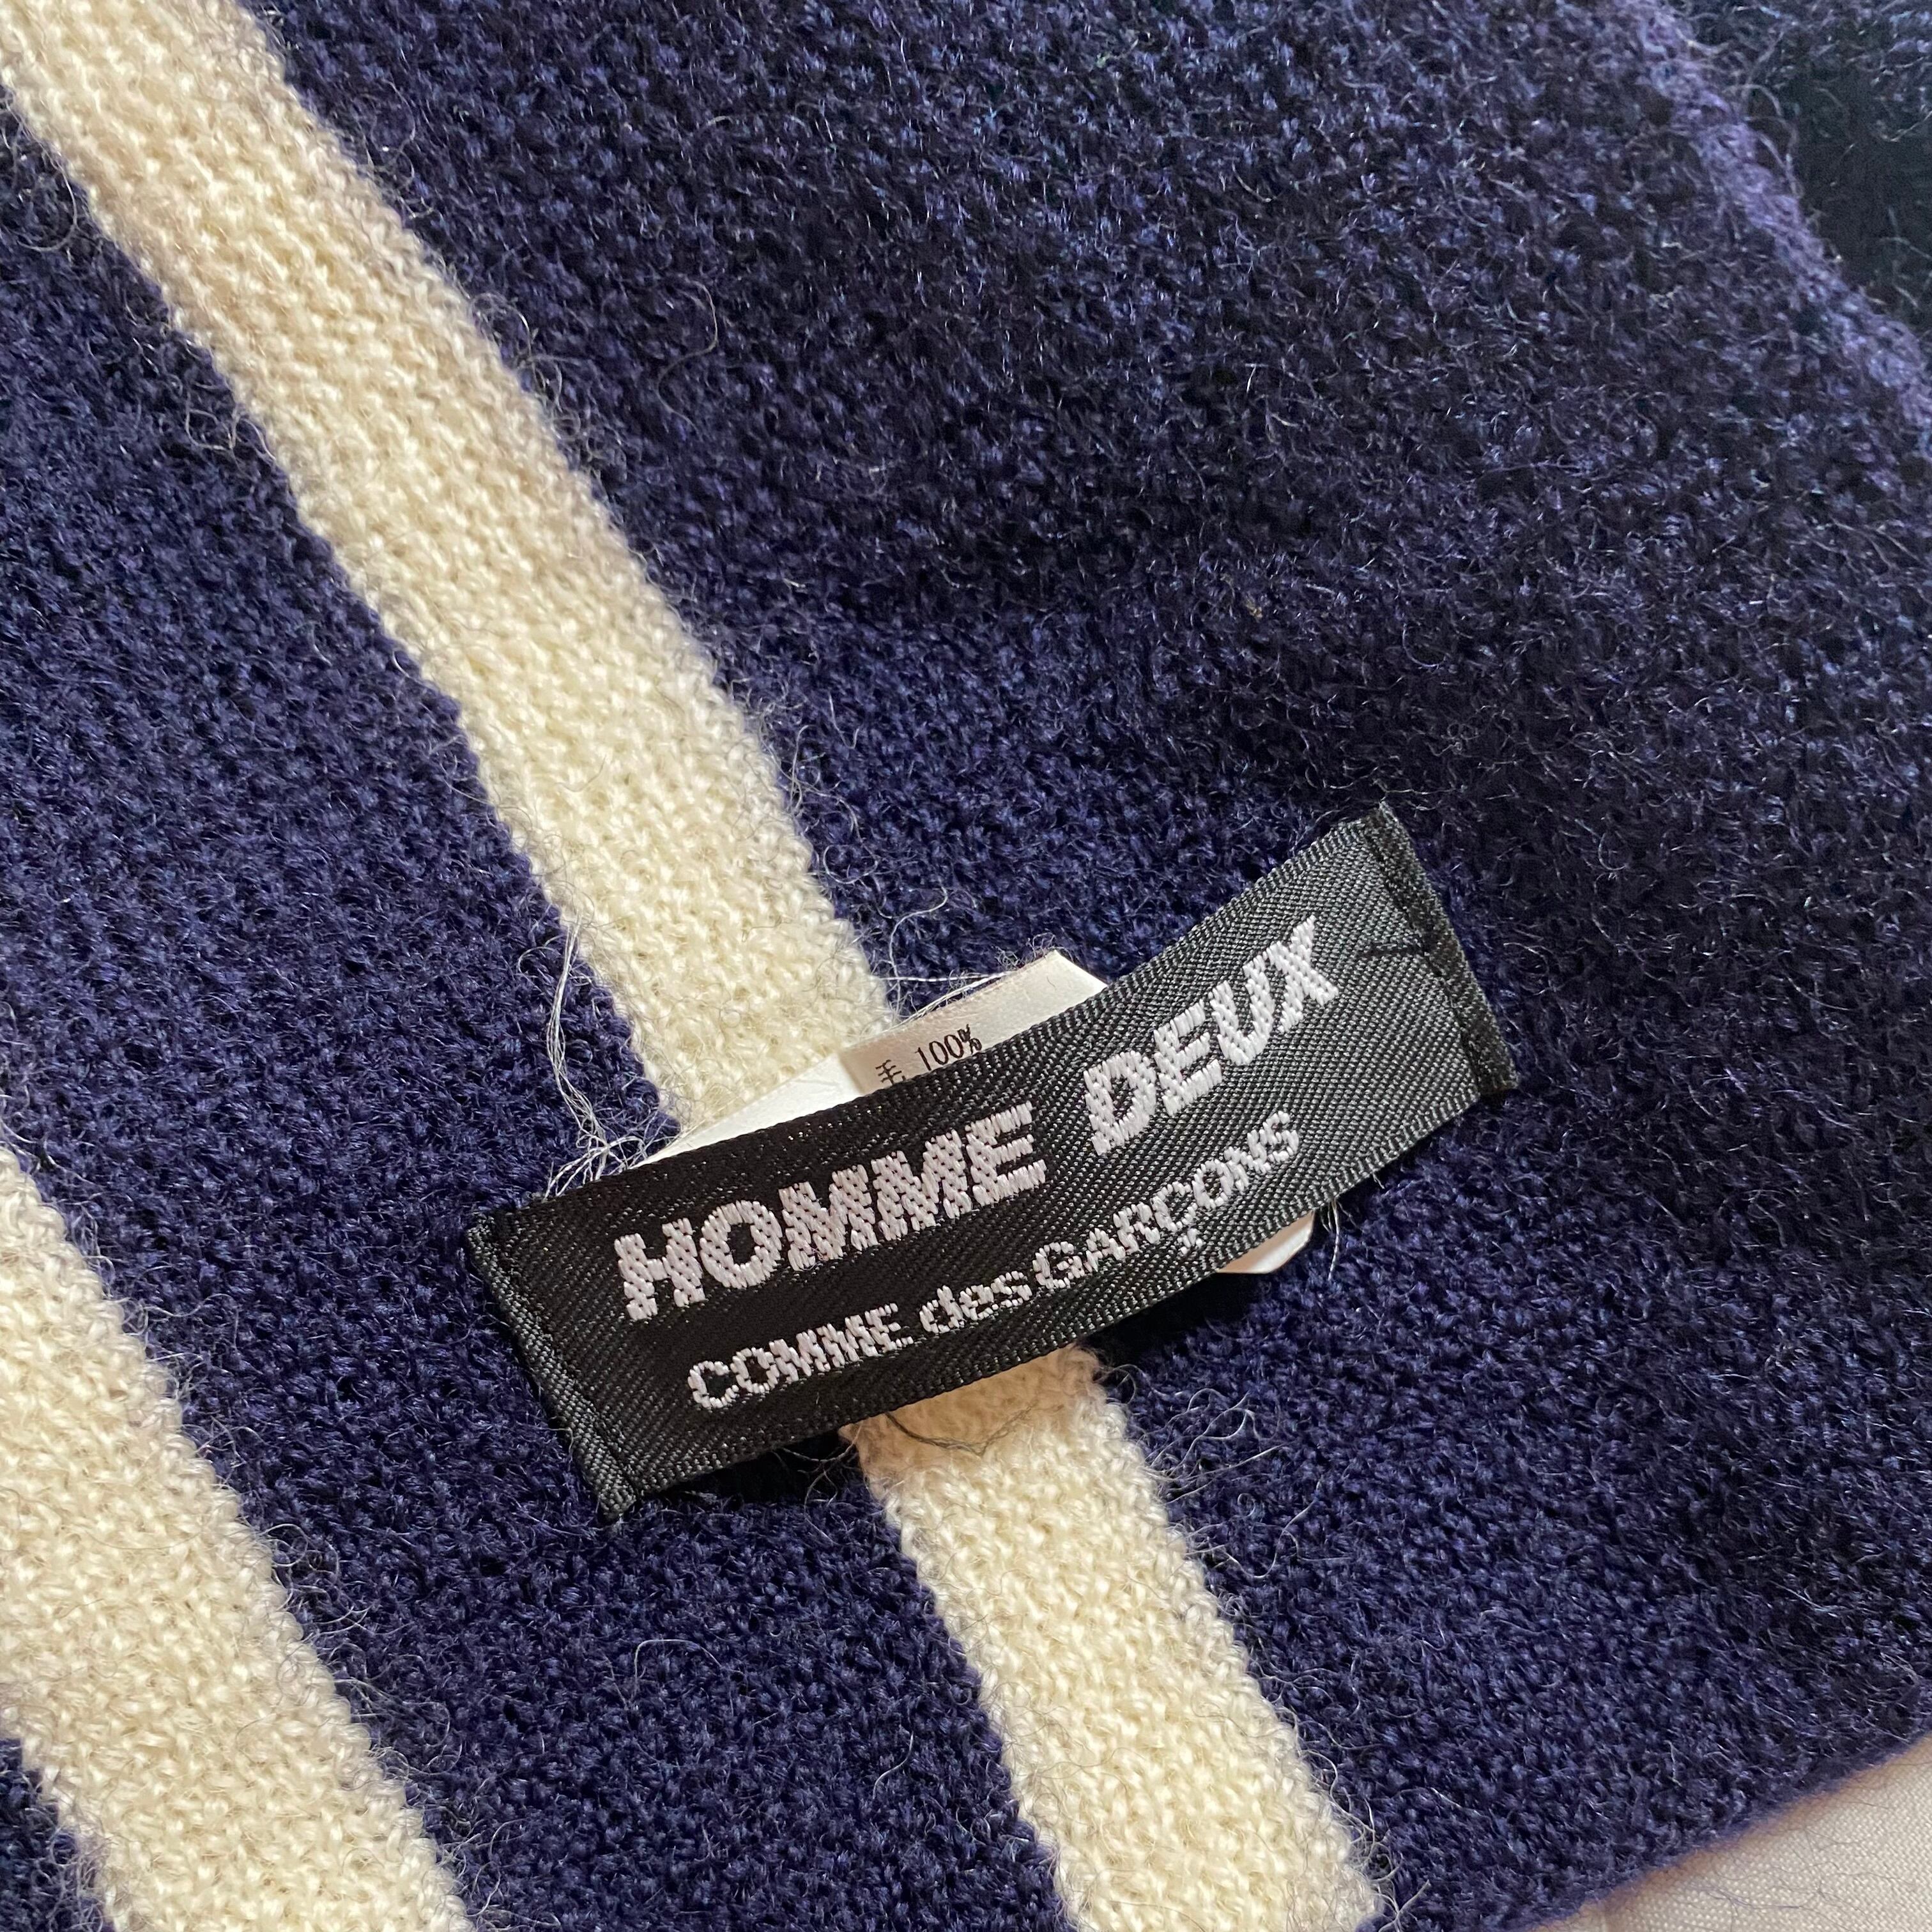 毛 100%
HOMME DEUX
COMME des GARÇONS